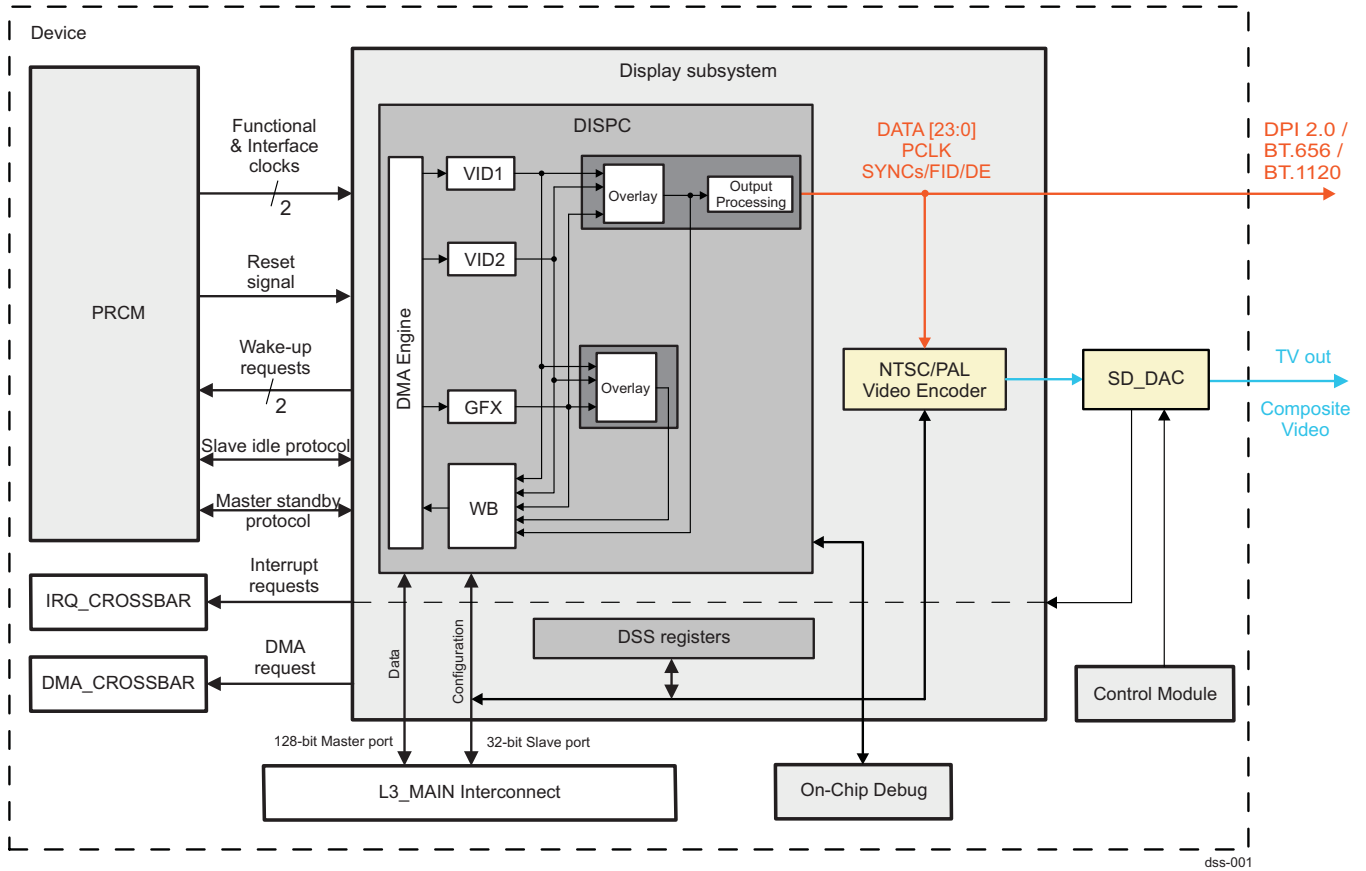 Device
Display subsystem
DISPC
PRCM
Functional
& Interface
clocks
2
Reset
signal
Wake-up
requests
2
Slave idle protocol
Master standby
protocol
Interrupt
requests
IRQ_CROSSBAR
DMA
request
DMA_CROSSBAR
DMA Engine
VID1
VID2
GFX
WB
Overlay
Output
Processing
Overlay
DATA [23:0]
PCLK
SYNCs/FID/DE
DPI 2.0 /
BT.656 /
BT.1120
NTSC/PAL
Video Encoder
SD_DAC
TV out
Composite
Video
DSS registers
Data
Configuration
Control Module
128-bit Master port
32-bit Slave port
L3_MAIN Interconnect
On-Chip Debug
dss-001